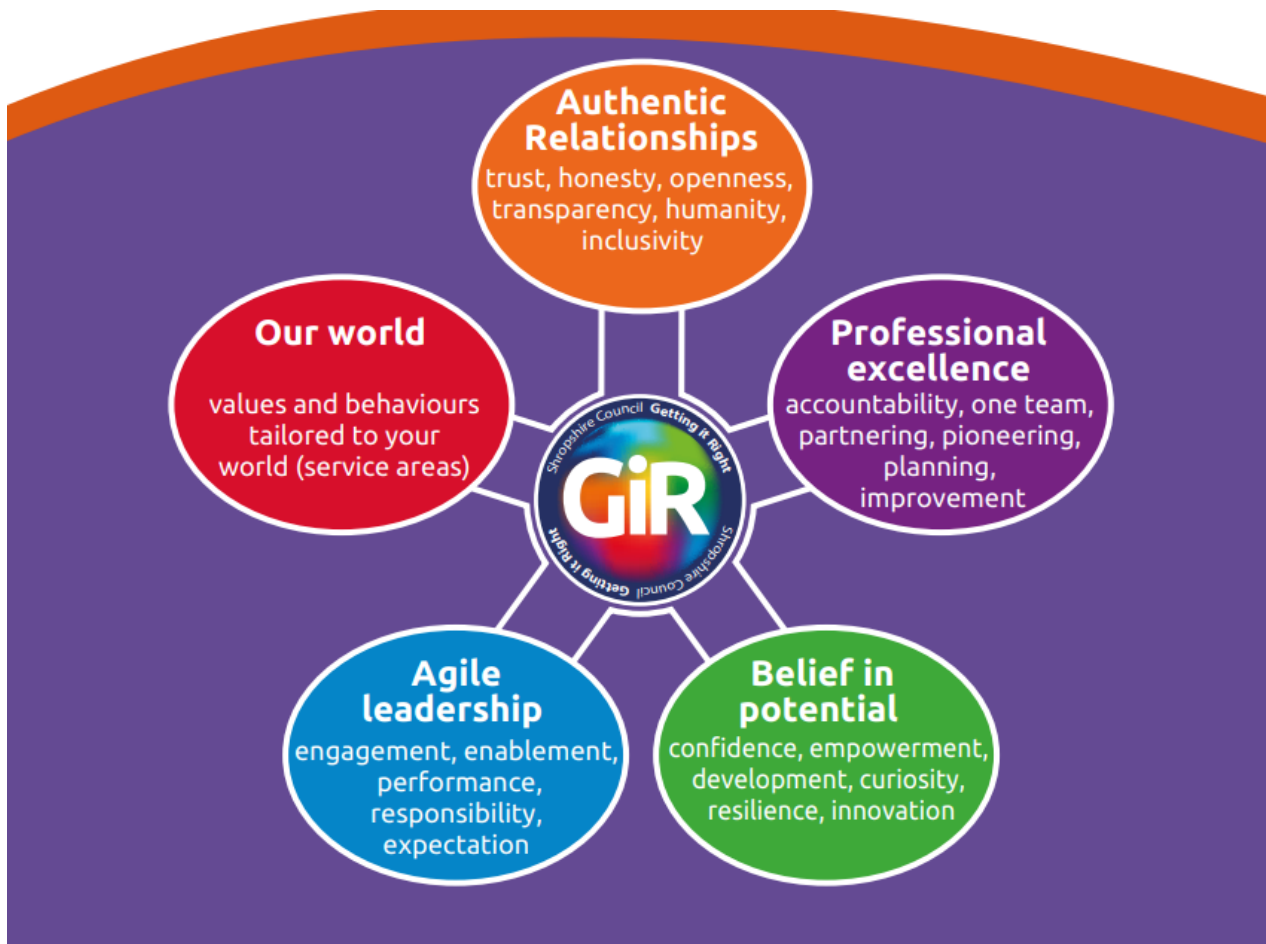 Authentic
Relationships
trust, honesty, openness,
transparency, humanity,
inclusivity
Our world
values and behaviours
tailored to your
world (service areas)
Professional
excellence
accountability, one team,
partnering, pioneering,
planning,
improvement
Shropshire Council Getting it Right
GiR
Shropshire Council Getting it Right
Agile
leadership
engagement, enablement,
performance,
responsibility,
expectation
Belief in
potential
confidence, empowerment,
development, curiosity,
resilience, innovation